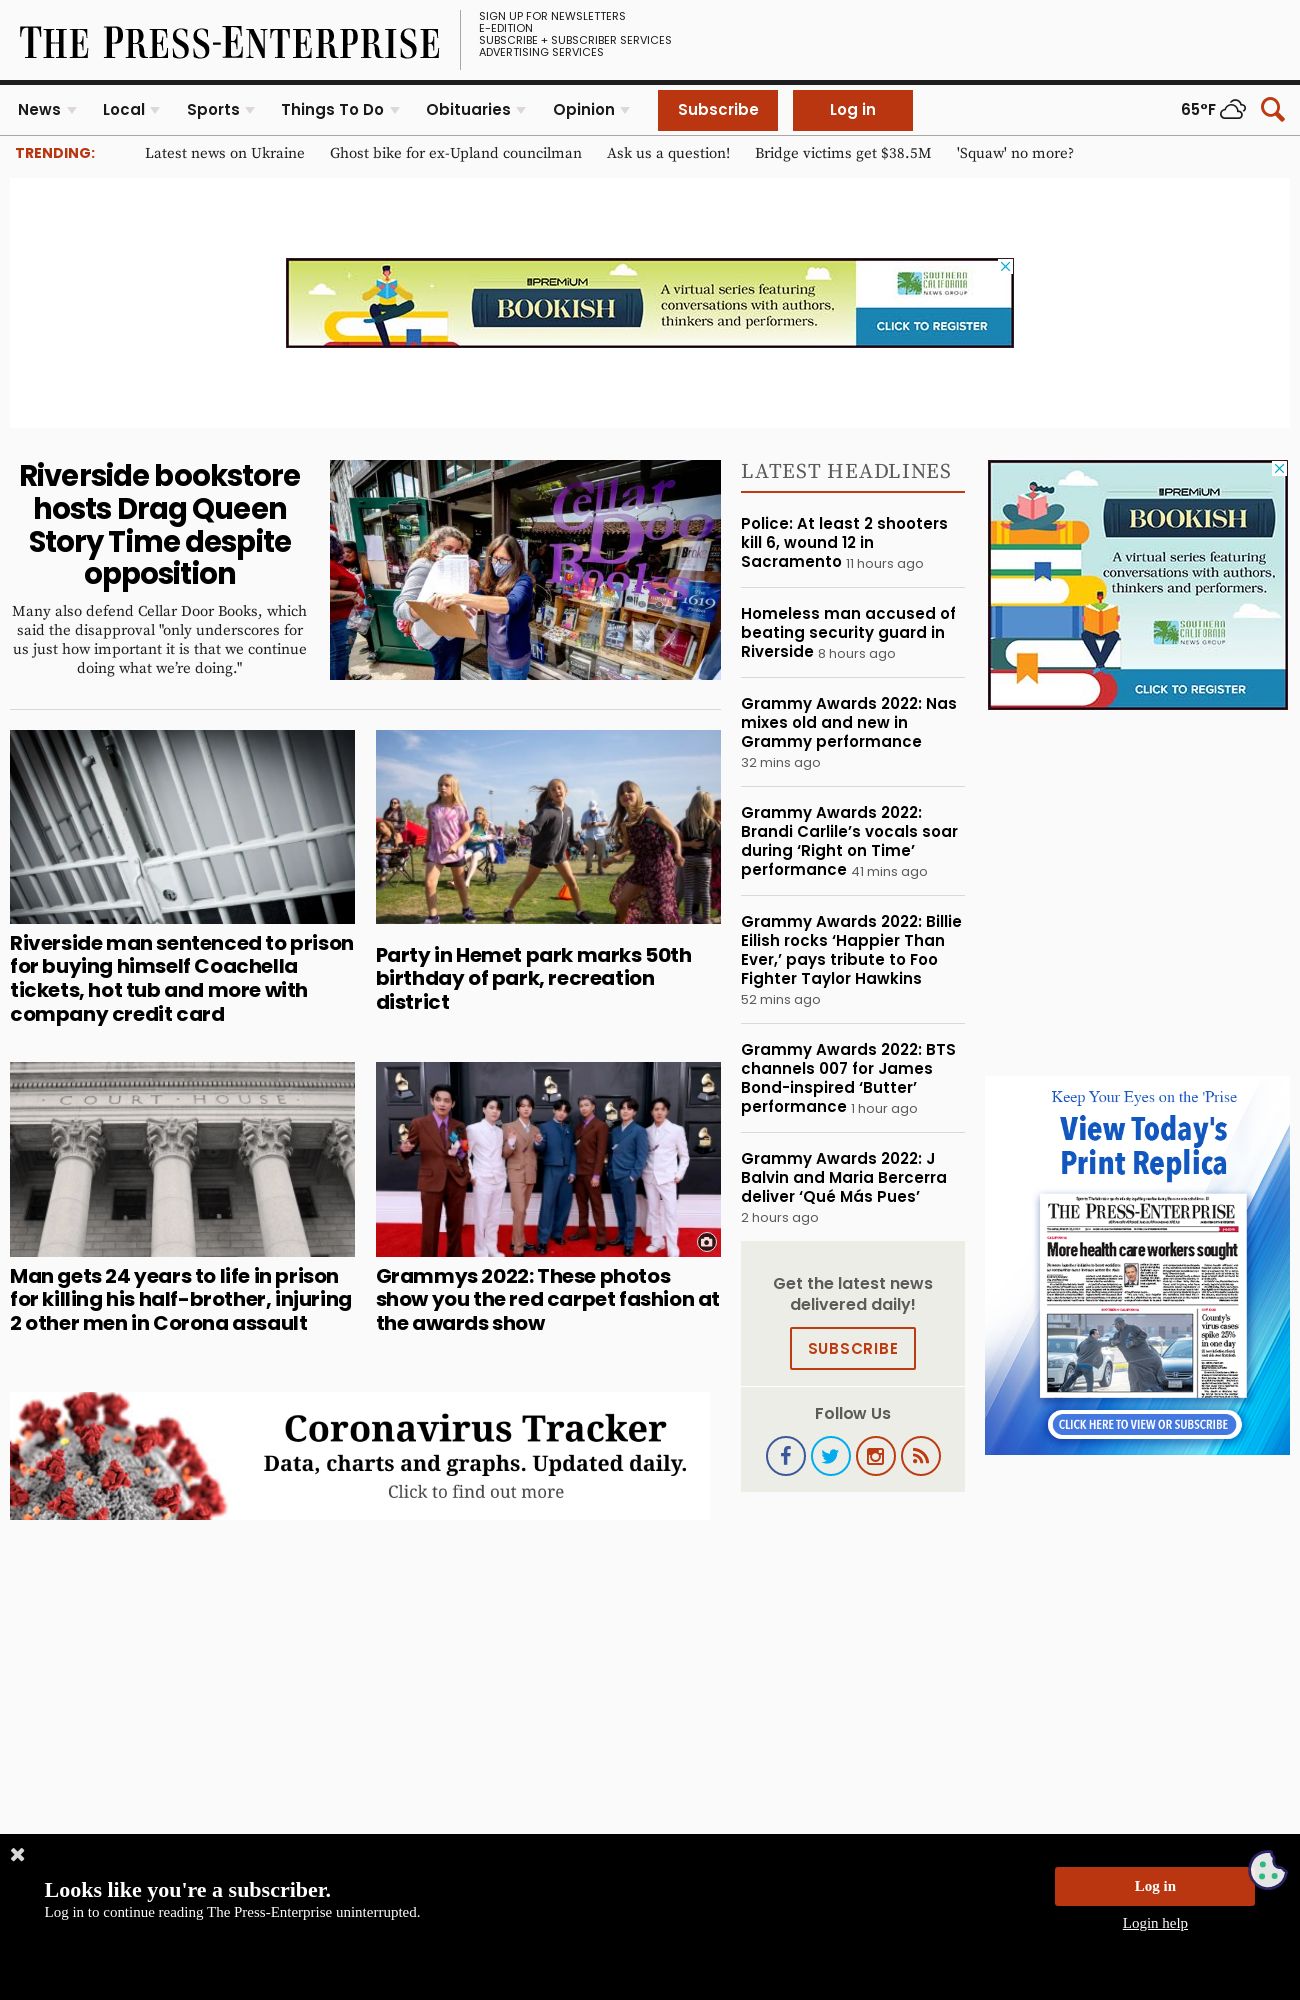 THE PRESS-ENTERPRISE
SIGN UP FOR NEWSLETTERS
E-EDITION
SUBSCRIBE + SUBSCRIBER SERVICES
ADVERTISING SERVICES
News Local Sports Things To Do Obituaries Opinion Subscribe Log in 65°F
TRENDING: Latest news on Ukraine Ghost bike for ex-Upland councilman Ask us a question! Bridge victims get $38.5M 'Squaw' no more?
PREMIUM
BOOKISH
A virtual series featuring
conversations with authors,
thinkers and performers.
SOUTHERN
CALIFORNIA
NEWS GROUP
CLICK TO REGISTER
Riverside bookstore
hosts Drag Queen
Story Time despite
opposition
Many also defend Cellar Door Books, which
said the disapproval "only underscores for
us just how important it is that we continue
doing what we’re doing."
Cellar
Door
Books
The
1619
Riverside man sentenced to prison
for buying himself Coachella
tickets, hot tub and more with
company credit card
Party in Hemet park marks 50th
birthday of park, recreation
district
COURT · HOUSE
Man gets 24 years to life in prison
for killing his half-brother, injuring
2 other men in Corona assault
Grammys 2022: These photos
show you the red carpet fashion at
the awards show
Coronavirus Tracker
Data, charts and graphs. Updated daily.
Click to find out more
LATEST HEADLINES
Police: At least 2 shooters
kill 6, wound 12 in
Sacramento 11 hours ago
Homeless man accused of
beating security guard in
Riverside 8 hours ago
Grammy Awards 2022: Nas
mixes old and new in
Grammy performance
32 mins ago
Grammy Awards 2022:
Brandi Carlile’s vocals soar
during ‘Right on Time’
performance 41 mins ago
Grammy Awards 2022: Billie
Eilish rocks ‘Happier Than
Ever,’ pays tribute to Foo
Fighter Taylor Hawkins
52 mins ago
Grammy Awards 2022: BTS
channels 007 for James
Bond-inspired ‘Butter’
performance 1 hour ago
Grammy Awards 2022: J
Balvin and Maria Bercerra
deliver ‘Qué Más Pues’
2 hours ago
Get the latest news
delivered daily!
SUBSCRIBE
Follow Us
PREMIUM
BOOKISH
A virtual series featuring
conversations with authors,
thinkers and performers.
SOUTHERN
CALIFORNIA
NEWS GROUP
CLICK TO REGISTER
Keep Your Eyes on the 'Prise
View Today's
Print Replica
THE PRESS-ENTERPRISE
More health care workers sought
County's
virus cases
spike 25%
in one day
CLICK HERE TO VIEW OR SUBSCRIBE
Looks like you're a subscriber.
Log in to continue reading The Press-Enterprise uninterrupted.
Log in
Login help